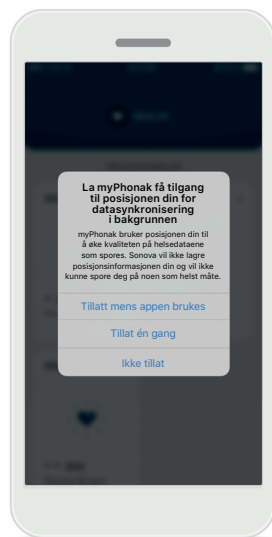 La myPhonak få tilgang
til posisjonen din for
datasynkronisering
i bakgrunnen
myPhonak bruker posisjonen din til
å øke kvaliteten på helsedataene
som spores. Sonova vil ikke lagre
posisjonsinformasjonen din og vil ikke
kunne spore deg på noen som helst måte.
Tillatt mens appen brukes
Tillat én gang
Ikke tillat